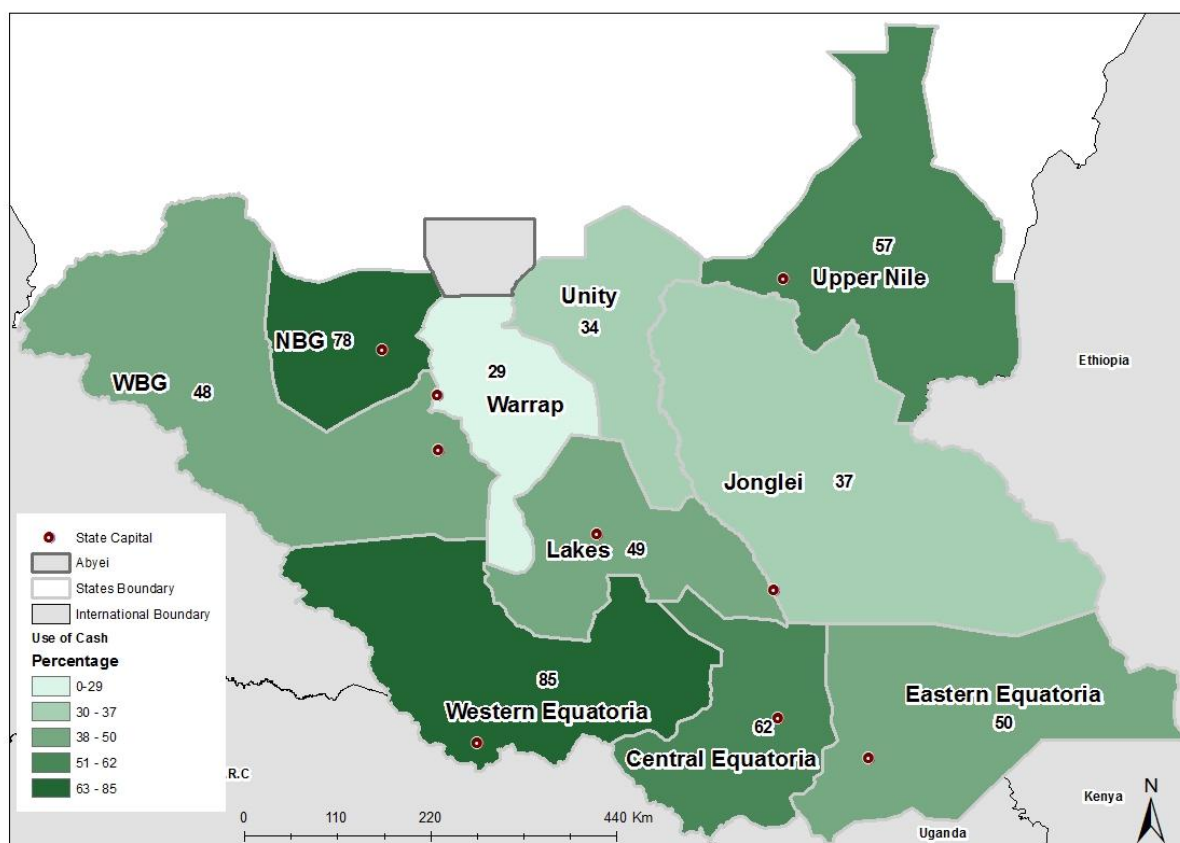 57
Upper Nile
Unity
34
NBG 78
Ethiopia
29
Warrap
WBG
48
Jonglei 37
Lakes 49
85
Western Equatoria
Eastern Equatoria
50
62
Central Equatoria
.R.C
Kenya
Uganda
N
State Capital
Abyei
States Boundary
International Boundary
Use of Cash
Percentage
0-29
30 - 37
38 - 50
51 - 62
63 - 85
0 110 220 440 Km